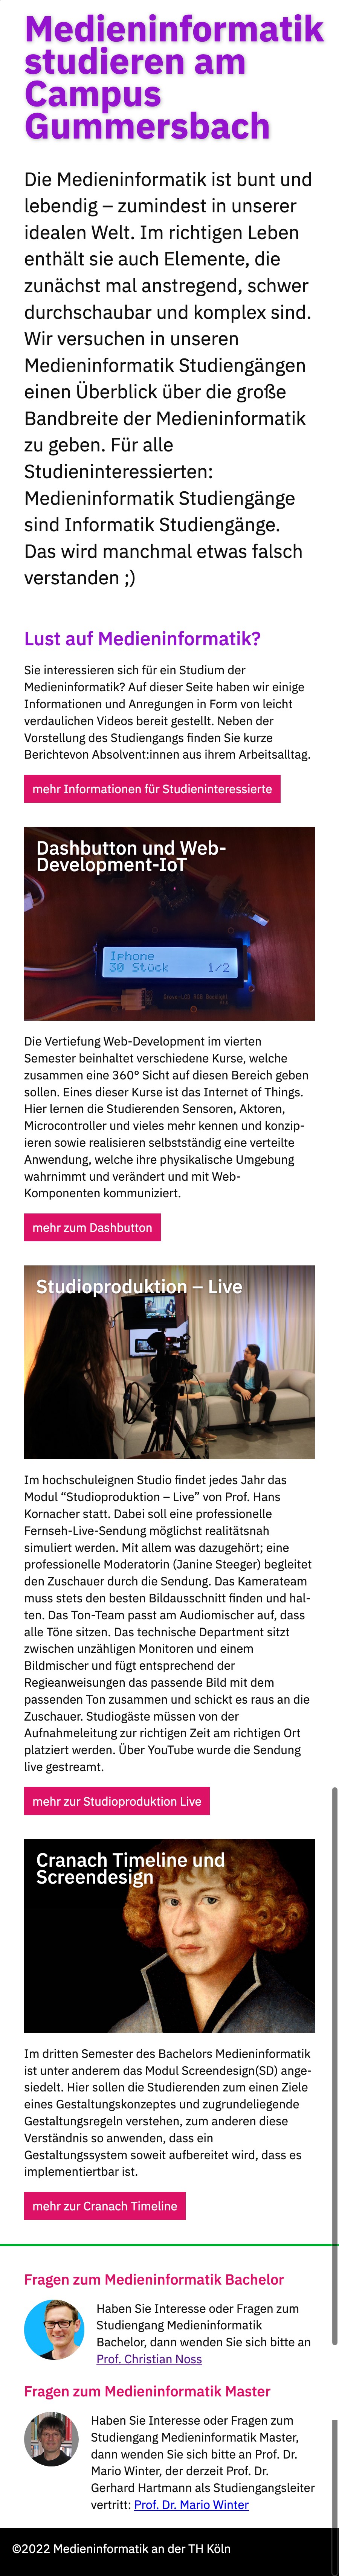 Medieninformatik
studieren am
Campus
Gummersbach
Die Medieninformatik ist bunt und
lebendig – zumindest in unserer
idealen Welt. Im richtigen Leben
enthält sie auch Elemente, die
zunächst mal anstregend, schwer
durchschaubar und komplex sind.
Wir versuchen in unseren
Medieninformatik Studiengängen
einen Überblick über die große
Bandbreite der Medieninformatik
zu geben. Für alle
Studieninteressierten:
Medieninformatik Studiengänge
sind Informatik Studiengänge.
Das wird manchmal etwas falsch
verstanden ;)
Lust auf Medieninformatik?
Sie interessieren sich für ein Studium der
Medieninformatik? Auf dieser Seite haben wir einige
Informationen und Anregungen in Form von leicht
verdaulichen Videos bereit gestellt. Neben der
Vorstellung des Studiengangs finden Sie kurze
Berichtevon Absolvent:innen aus ihrem Arbeitsalltag.
mehr Informationen für Studieninteressierte
Dashbutton und Web-
Development-IoT
Iphone
30 Stück 1/2
Die Vertiefung Web-Development im vierten
Semester beinhaltet verschiedene Kurse, welche
zusammen eine 360° Sicht auf diesen Bereich geben
sollen. Eines dieser Kurse ist das Internet of Things.
Hier lernen die Studierenden Sensoren, Aktoren,
Microcontroller und vieles mehr kennen und konzip-
ieren sowie realisieren selbstständig eine verteilte
Anwendung, welche ihre physikalische Umgebung
wahrnimmt und verändert und mit Web-
Komponenten kommuniziert.
mehr zum Dashbutton
Studioproduktion – Live
Im hochschuleignen Studio findet jedes Jahr das
Modul “Studioproduktion – Live” von Prof. Hans
Kornacher statt. Dabei soll eine professionelle
Fernseh-Live-Sendung möglichst realitätsnah
simuliert werden. Mit allem was dazugehört; eine
professionelle Moderatorin (Janine Steeger) begleitet
den Zuschauer durch die Sendung. Das Kamerateam
muss stets den besten Bildausschnitt finden und hal-
ten. Das Ton-Team passt am Audiomischer auf, dass
alle Töne sitzen. Das technische Department sitzt
zwischen unzähligen Monitoren und einem
Bildmischer und fügt entsprechend der
Regieanweisungen das passende Bild mit dem
passenden Ton zusammen und schickt es raus an die
Zuschauer. Studiogäste müssen von der
Aufnahmeleitung zur richtigen Zeit am richtigen Ort
platziert werden. Über YouTube wurde die Sendung
live gestreamt.
mehr zur Studioproduktion Live
Cranach Timeline und
Screendesign
Im dritten Semester des Bachelors Medieninformatik
ist unter anderem das Modul Screendesign(SD) ange-
siedelt. Hier sollen die Studierenden zum einen Ziele
eines Gestaltungskonzeptes und zugrundeliegende
Gestaltungsregeln verstehen, zum anderen diese
Verständnis so anwenden, dass ein
Gestaltungssystem soweit aufbereitet wird, dass es
implementiertbar ist.
mehr zur Cranach Timeline
Fragen zum Medieninformatik Bachelor
Haben Sie Interesse oder Fragen zum
Studiengang Medieninformatik
Bachelor, dann wenden Sie sich bitte an
Prof. Christian Noss
Fragen zum Medieninformatik Master
Haben Sie Interesse oder Fragen zum
Studiengang Medieninformatik Master,
dann wenden Sie sich bitte an Prof. Dr.
Mario Winter, der derzeit Prof. Dr.
Gerhard Hartmann als Studiengangsleiter
vertritt: Prof. Dr. Mario Winter
©2022 Medieninformatik an der TH Köln